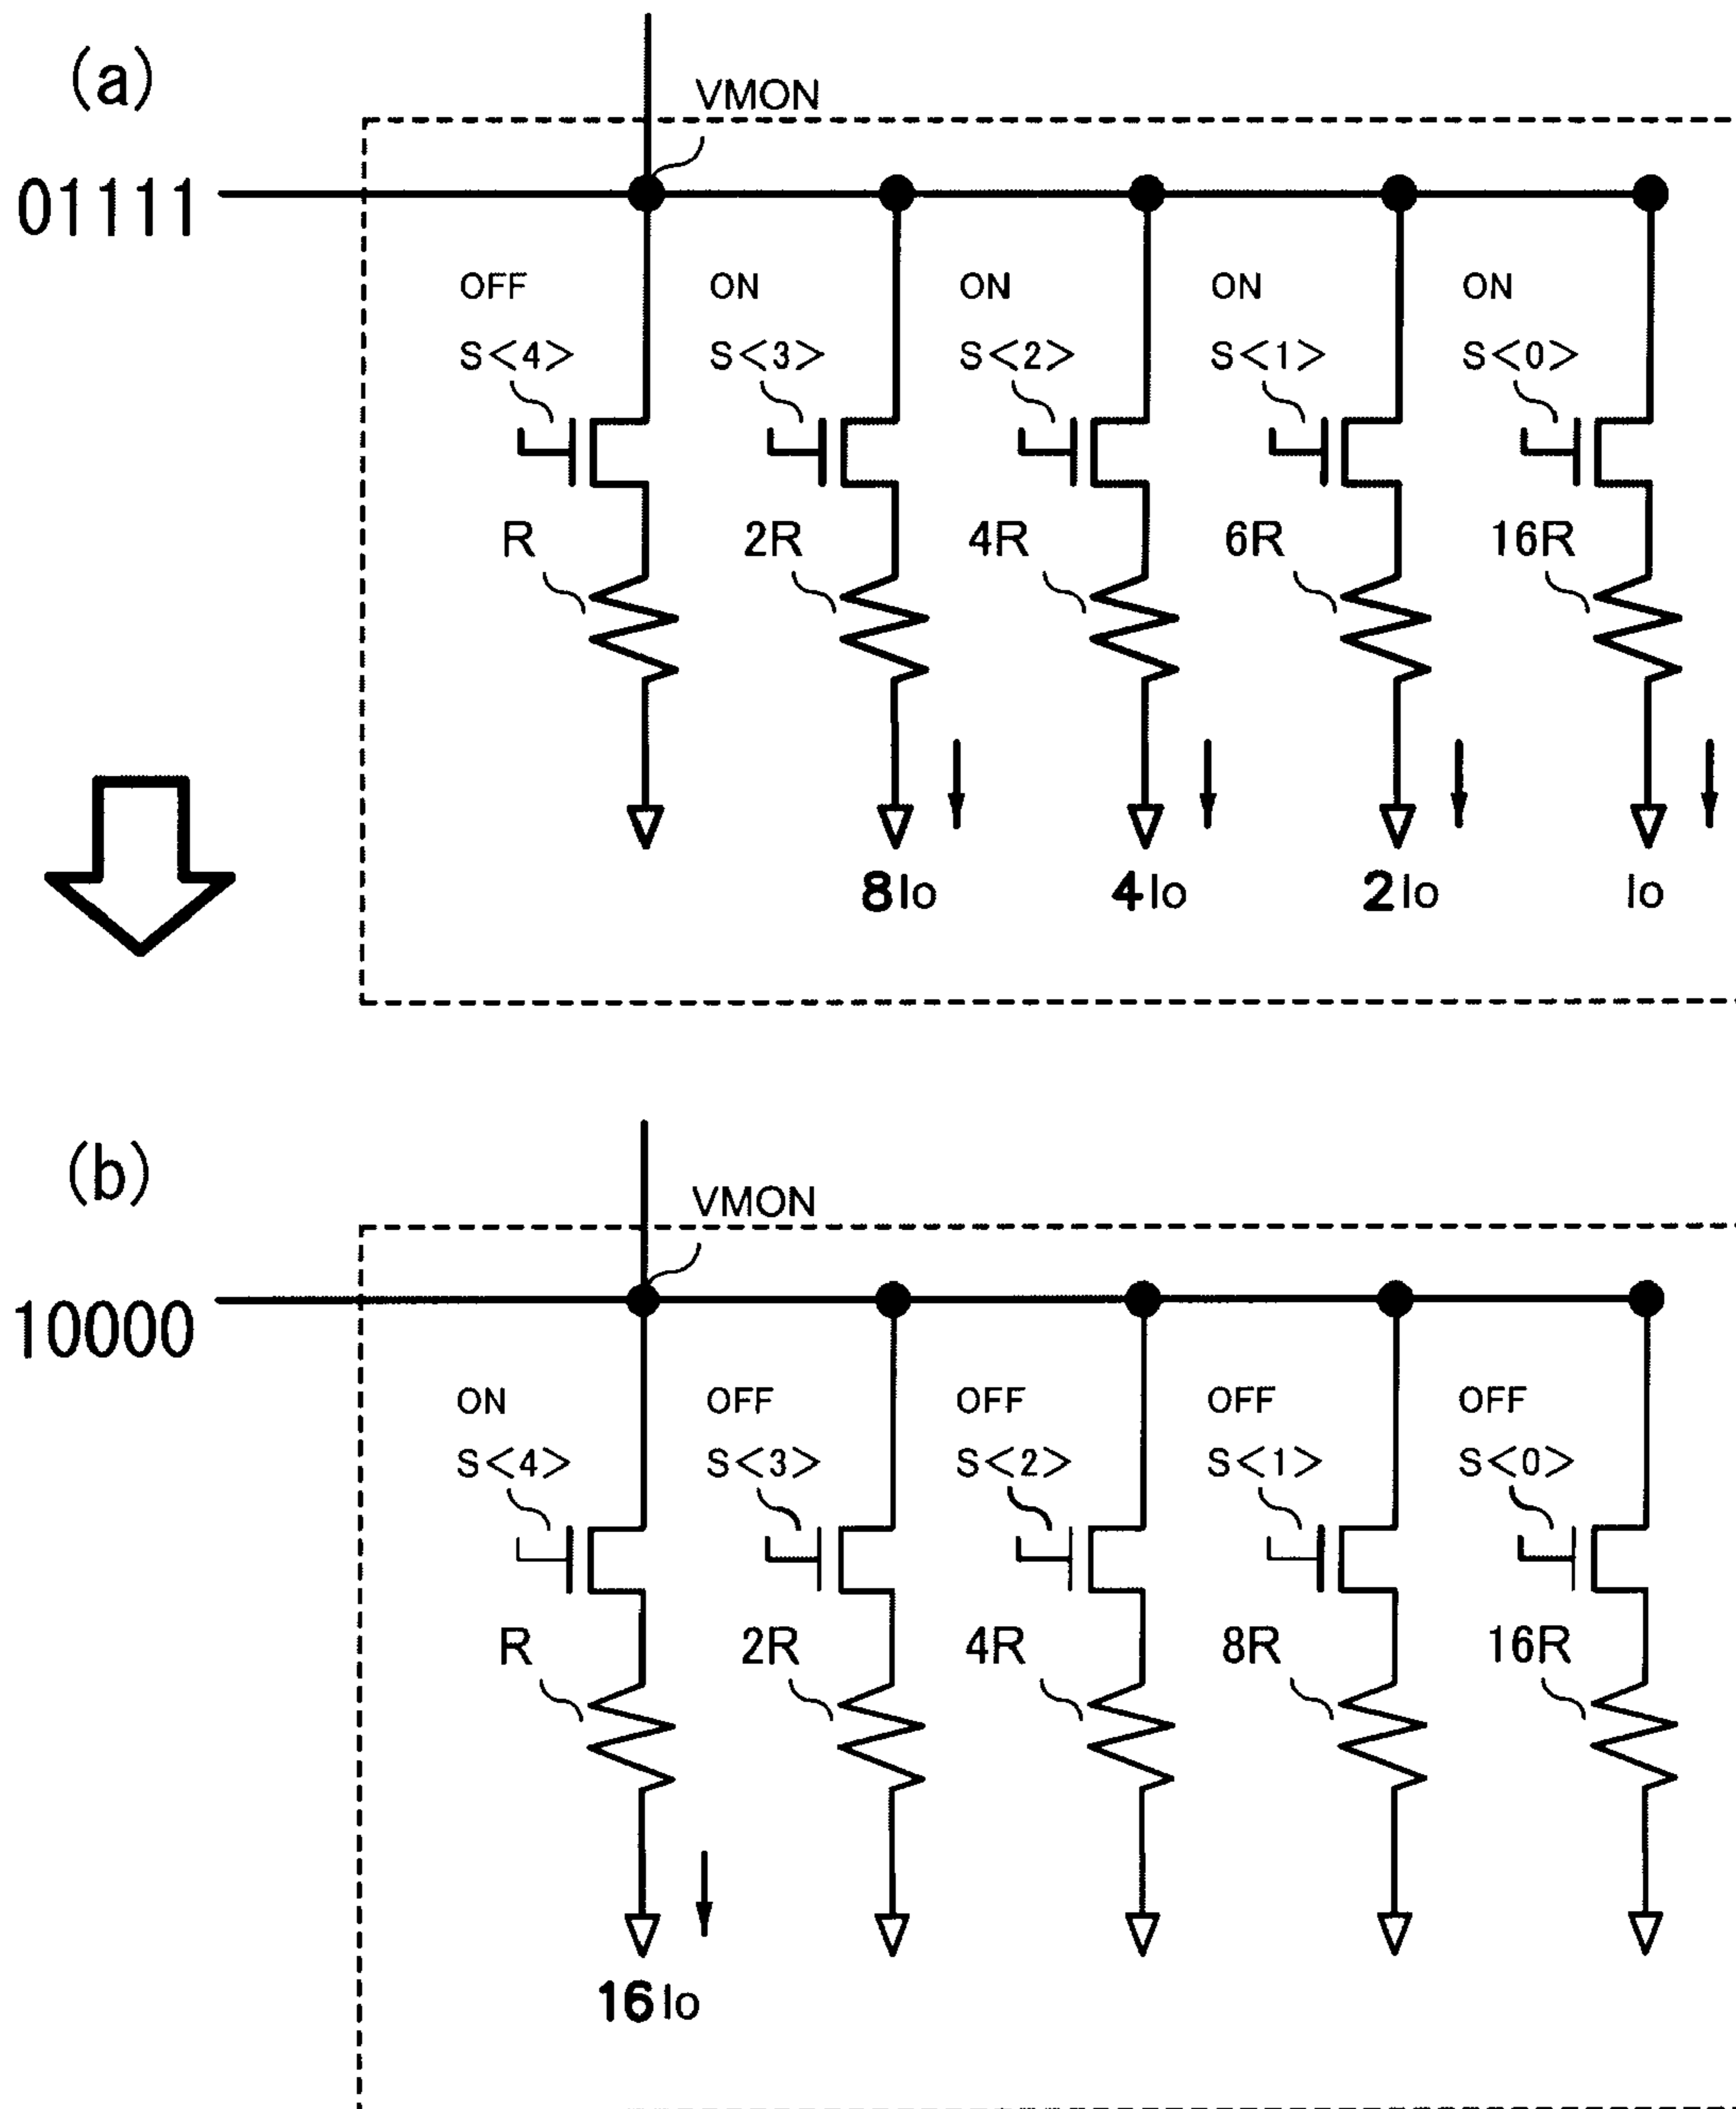 (a)
VMON
01111
OFF ON ON ON ON
S<4> S<3> S<2> S<1> S<0>
R 2R 4R 6R 16R
8Io 4Io 2Io Io
(b)
VMON
10000
ON OFF OFF OFF OFF
S<4> S<3> S<2> S<1> S<0>
R 2R 4R 8R 16R
16Io